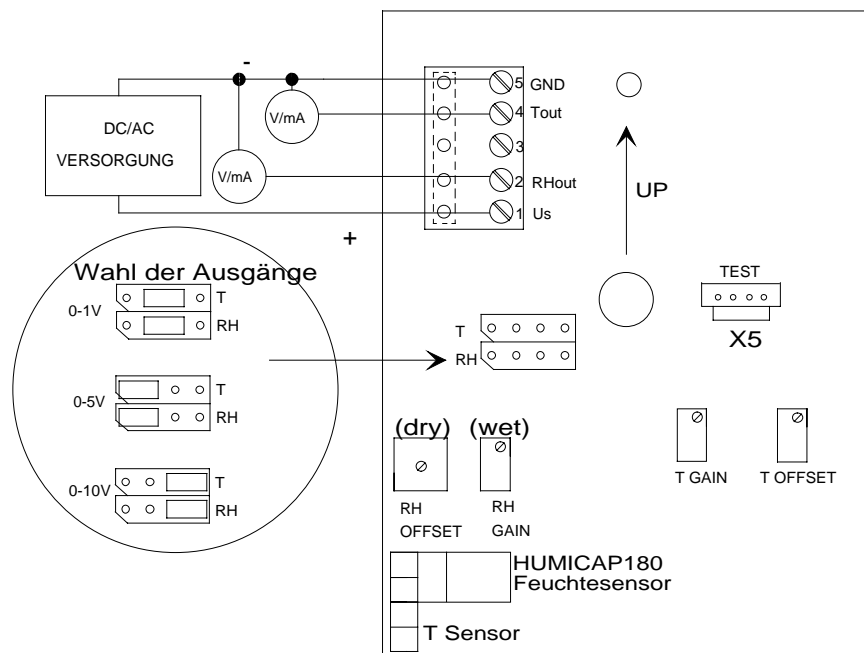 -
5 GND
V/mA
4 Tout
DC/AC
VERSORGUNG
3
V/mA
2 RHout
1 Us
+
UP
Wahl der Ausgänge
0-1V
T
RH
TEST
X5
T
RH
0-5V
T
RH
(dry)
(wet)
0-10V
T
RH
T GAIN
T OFFSET
RH
OFFSET
RH
GAIN
HUMICAP180
Feuchtesensor
T Sensor